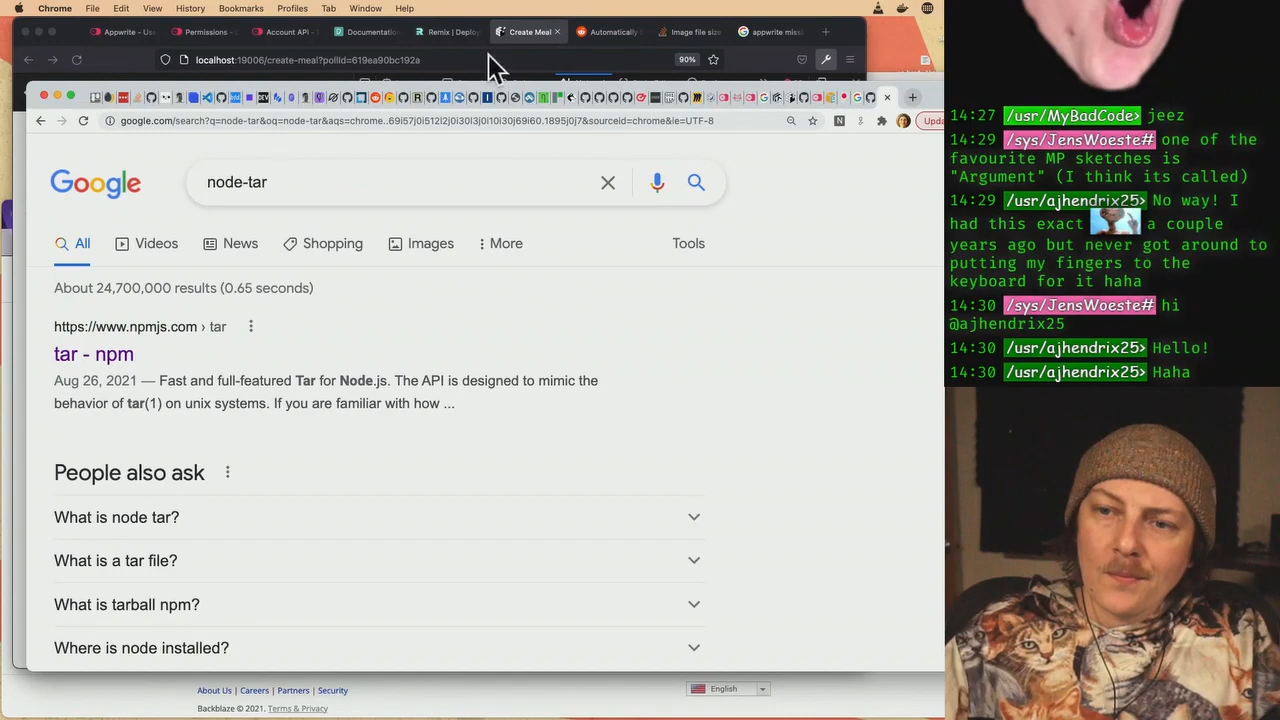 Chrome File Edit View History Bookmarks Profiles Tab Window Help
Appwrite - Use Permissions - Account API - Documentation Remix | Deploy Create Meal Automatically Image file size appwrite miss
localhost:19006/create-meal?pollId=619ea90bc192a 90%
google.com/search?q=node-tar&oq=node-tar&aqs=chrome..69i57j0l3j0i10i30l3j0l10j0i30j69i60.1895j0j7&sourceid=chrome&ie=UTF-8 Upda
Google node-tar
All Videos News Shopping Images More Tools
About 24,700,000 results (0.65 seconds)
https://www.npmjs.com › tar
tar - npm
Aug 26, 2021 — Fast and full-featured Tar for Node.js. The API is designed to mimic the
behavior of tar(1) on unix systems. If you are familiar with how ...
People also ask
What is node tar?
What is a tar file?
What is tarball npm?
Where is node installed?
About Us | Careers | Partners | Security
English
Backblaze © 2021. Terms & Privacy
14:27 /usr/MyBadCode> jeez
14:29 /sys/JensWoeste# one of the
favourite MP sketches is
"Argument" (I think its called)
14:29 /usr/ajhendrix25> No way! I
had this exact a couple
years ago but never got around to
putting my fingers to the
keyboard for it haha
14:30 /sys/JensWoeste# hi
@ajhendrix25
14:30 /usr/ajhendrix25> Hello!
14:30 /usr/ajhendrix25> Haha